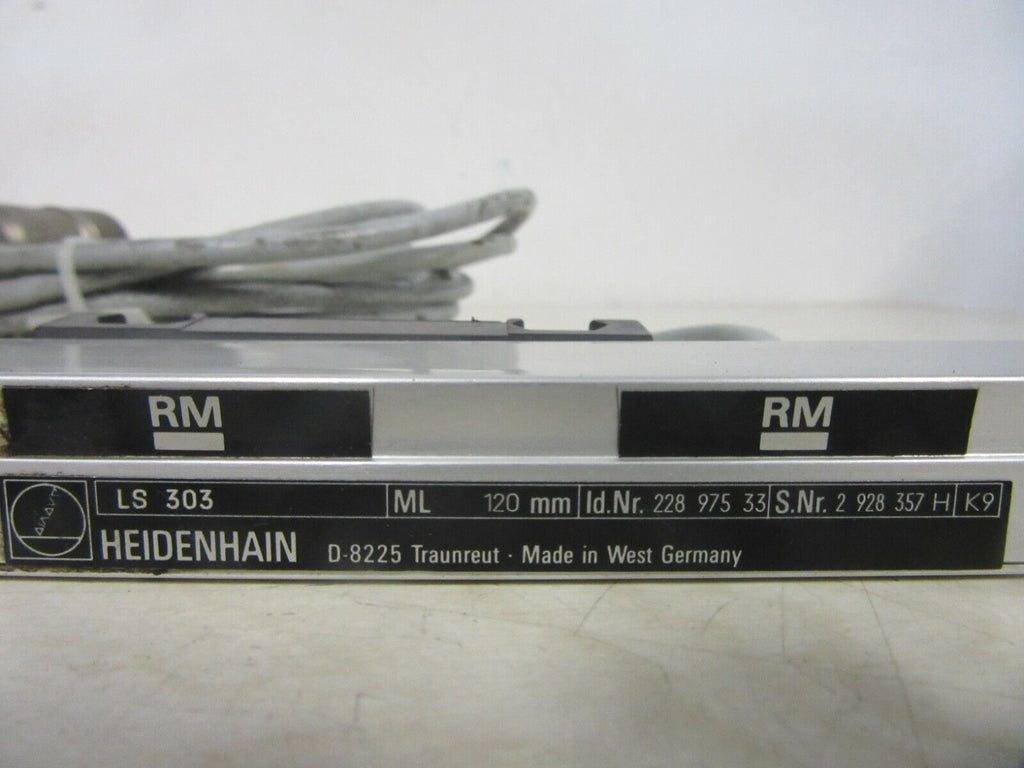 RM RM
LS 303 ML 120 mm Id.Nr. 228 975 33 S.Nr. 2 928 357 H K9
HEIDENHAIN D-8225 Traunreut · Made in West Germany